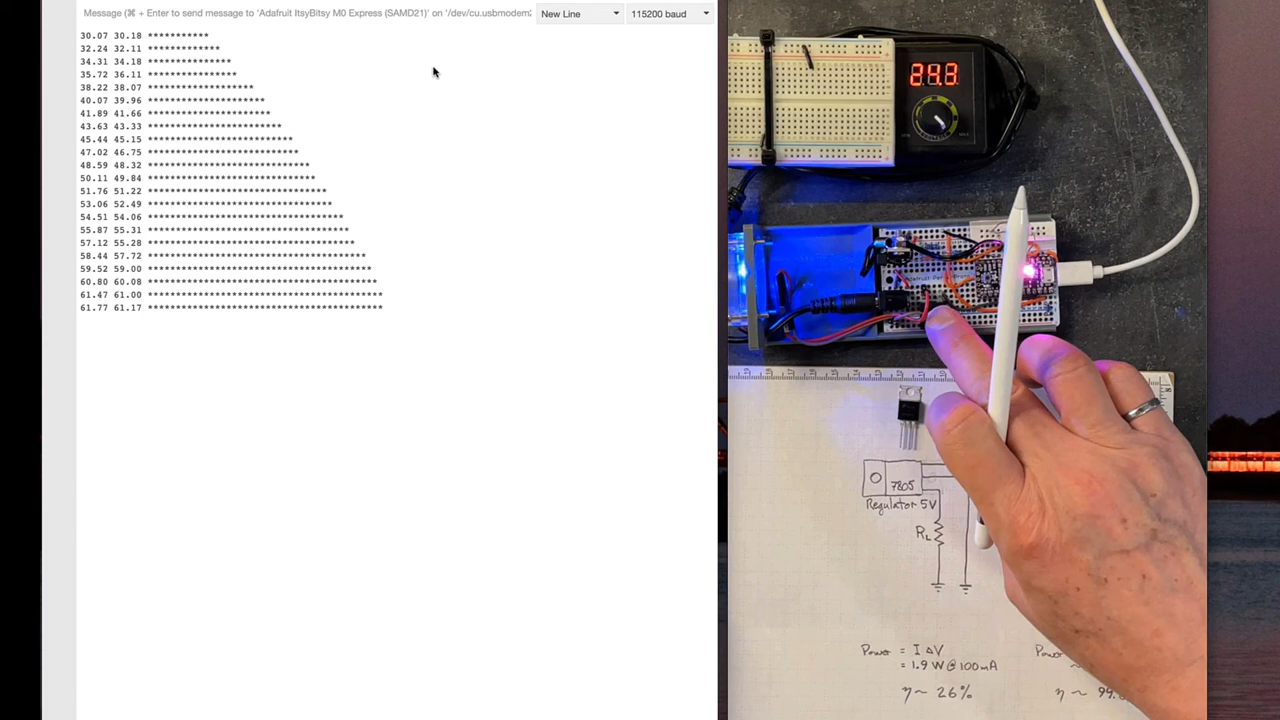 Message (⌘ + Enter to send message to 'Adafruit ItsyBitsy M0 Express (SAMD21)' on '/dev/cu.usbmodem
New Line
115200 baud
30.07 30.18 ***********
32.24 32.11 *************
34.31 34.18 ***************
35.72 36.11 ****************
38.22 38.07 *******************
40.07 39.96 *********************
41.89 41.66 **********************
43.63 43.33 ************************
45.44 45.15 **************************
47.02 46.75 ***************************
48.59 48.32 *****************************
50.11 49.84 ******************************
51.76 51.22 ********************************
53.06 52.49 *********************************
54.51 54.06 ***********************************
55.87 55.31 ************************************
57.12 55.28 *************************************
58.44 57.72 ***************************************
59.52 59.00 ****************************************
60.80 60.08 *****************************************
61.47 61.00 ******************************************
61.77 61.17 ******************************************
24.3
7805
Regulator 5V
RL
Power = I ΔV
= 1.9 W @ 100mA
η ~ 26%
η ~ 99.